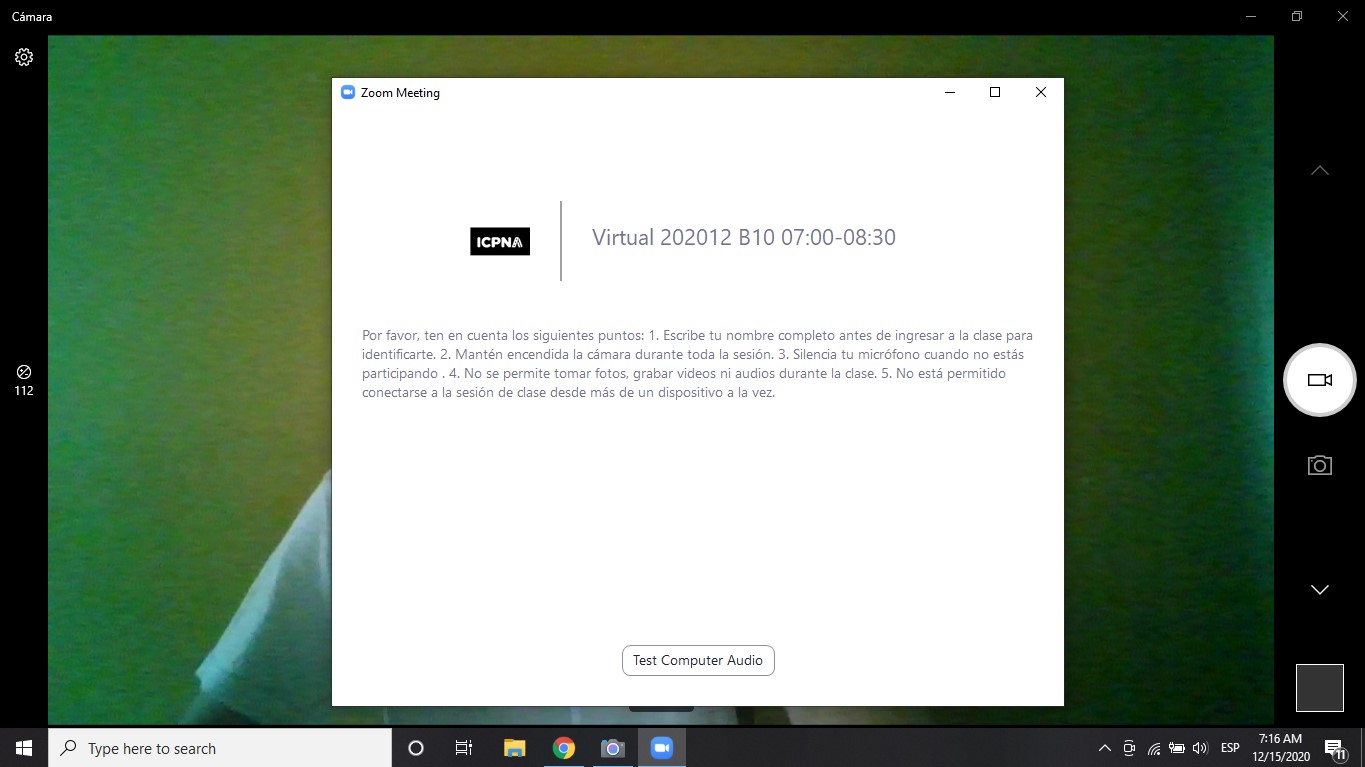 Cámara
Zoom Meeting
ICPNA
Virtual 202012 B10 07:00-08:30
Por favor, ten en cuenta los siguientes puntos: 1. Escribe tu nombre completo antes de ingresar a la clase para
identificarte. 2. Mantén encendida la cámara durante toda la sesión. 3. Silencia tu micrófono cuando no estás
participando . 4. No se permite tomar fotos, grabar videos ni audios durante la clase. 5. No está permitido
conectarse a la sesión de clase desde más de un dispositivo a la vez.
112
Test Computer Audio
Type here to search
ESP
7:16 AM
12/15/2020
11